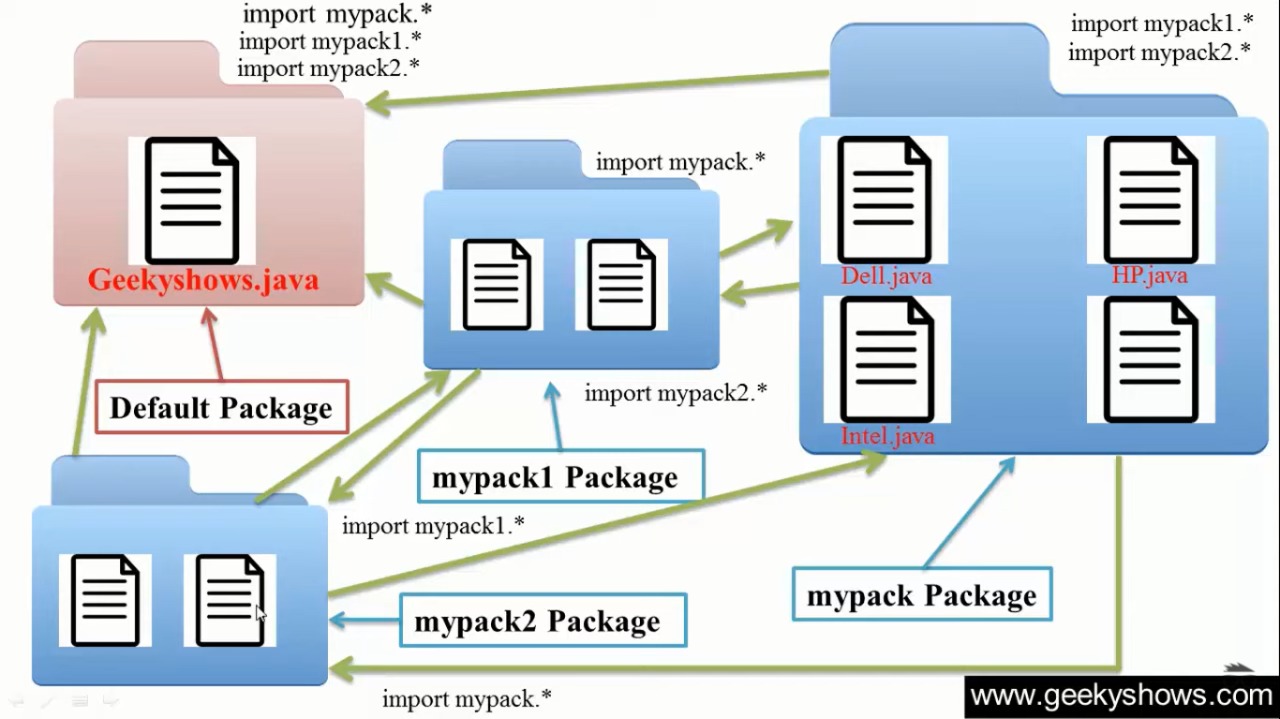 import mypack.*
import mypack1.*
import mypack2.*
import mypack1.*
import mypack2.*
import mypack.*
Geekyshows.java
Dell.java
HP.java
import mypack2.*
Default Package
Intel.java
mypack1 Package
import mypack1.*
mypack Package
mypack2 Package
import mypack.*
www.geekyshows.com